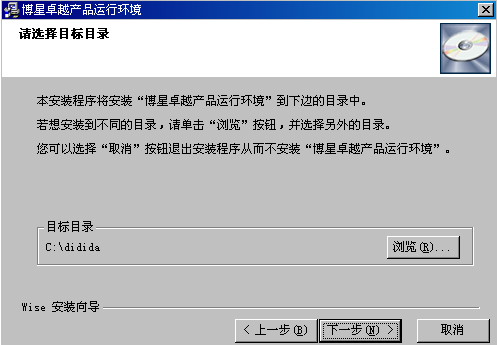 博星卓越产品运行环境
请选择目标目录
本安装程序将安装“博星卓越产品运行环境”到下边的目录中。
若想安装到不同的目录，请单击“浏览”按钮，并选择另外的目录。
您可以选择“取消”按钮退出安装程序从而不安装“博星卓越产品运行环境”。
目标目录
C:\didida
浏览(R)...
Wise 安装向导
< 上一步(B)
下一步(N) >
取消